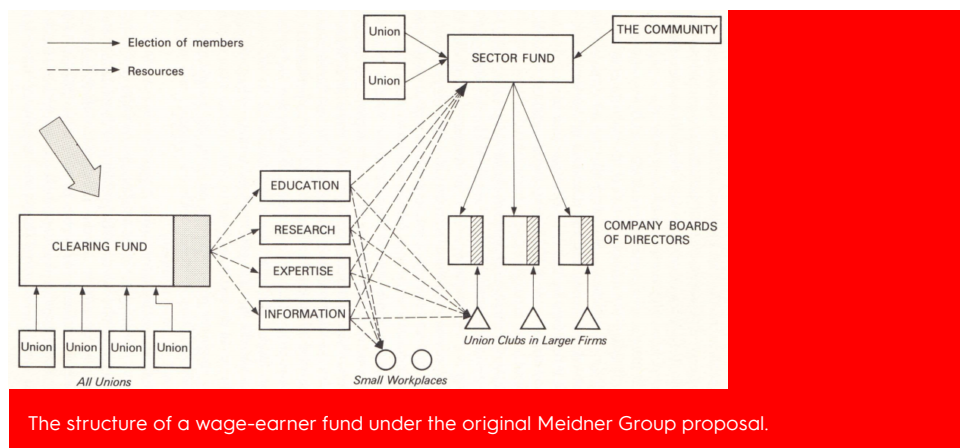 Election of members
Resources
Union
Union
SECTOR FUND
THE COMMUNITY
EDUCATION
RESEARCH
EXPERTISE
INFORMATION
CLEARING FUND
COMPANY BOARDS
OF DIRECTORS
Union
Union
Union
Union
All Unions
Union Clubs in Larger Firms
Small Workplaces
The structure of a wage-earner fund under the original Meidner Group proposal.